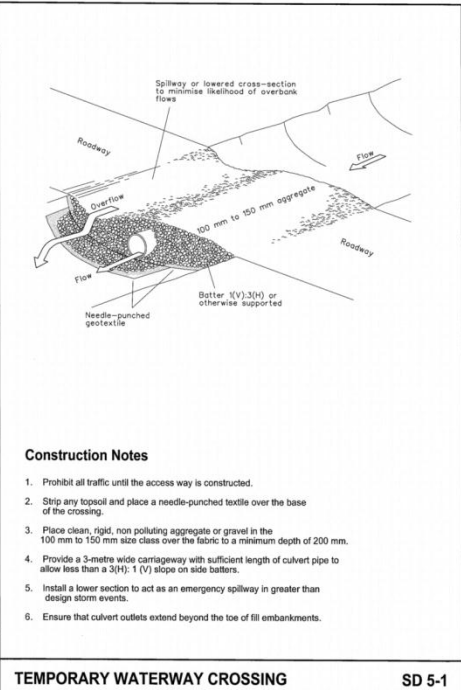 Spillway or lowered cross-section
to minimise likelihood of overbank
flows
Roadway
Flow
Overflow
100 mm to 150 mm aggregate
Roadway
Flow
Batter 1(V):3(H) or
otherwise supported
Needle-punched
geotextile
Construction Notes
1. Prohibit all traffic until the access way is constructed.
2. Strip any topsoil and place a needle-punched textile over the base
of the crossing.
3. Place clean, rigid, non polluting aggregate or gravel in the
100 mm to 150 mm size class over the fabric to a minimum depth of 200 mm.
4. Provide a 3-metre wide carriageway with sufficient length of culvert pipe to
allow less than a 3(H): 1 (V) slope on side batters.
5. Install a lower section to act as an emergency spillway in greater than
design storm events.
6. Ensure that culvert outlets extend beyond the toe of fill embankments.
TEMPORARY WATERWAY CROSSING SD 5-1